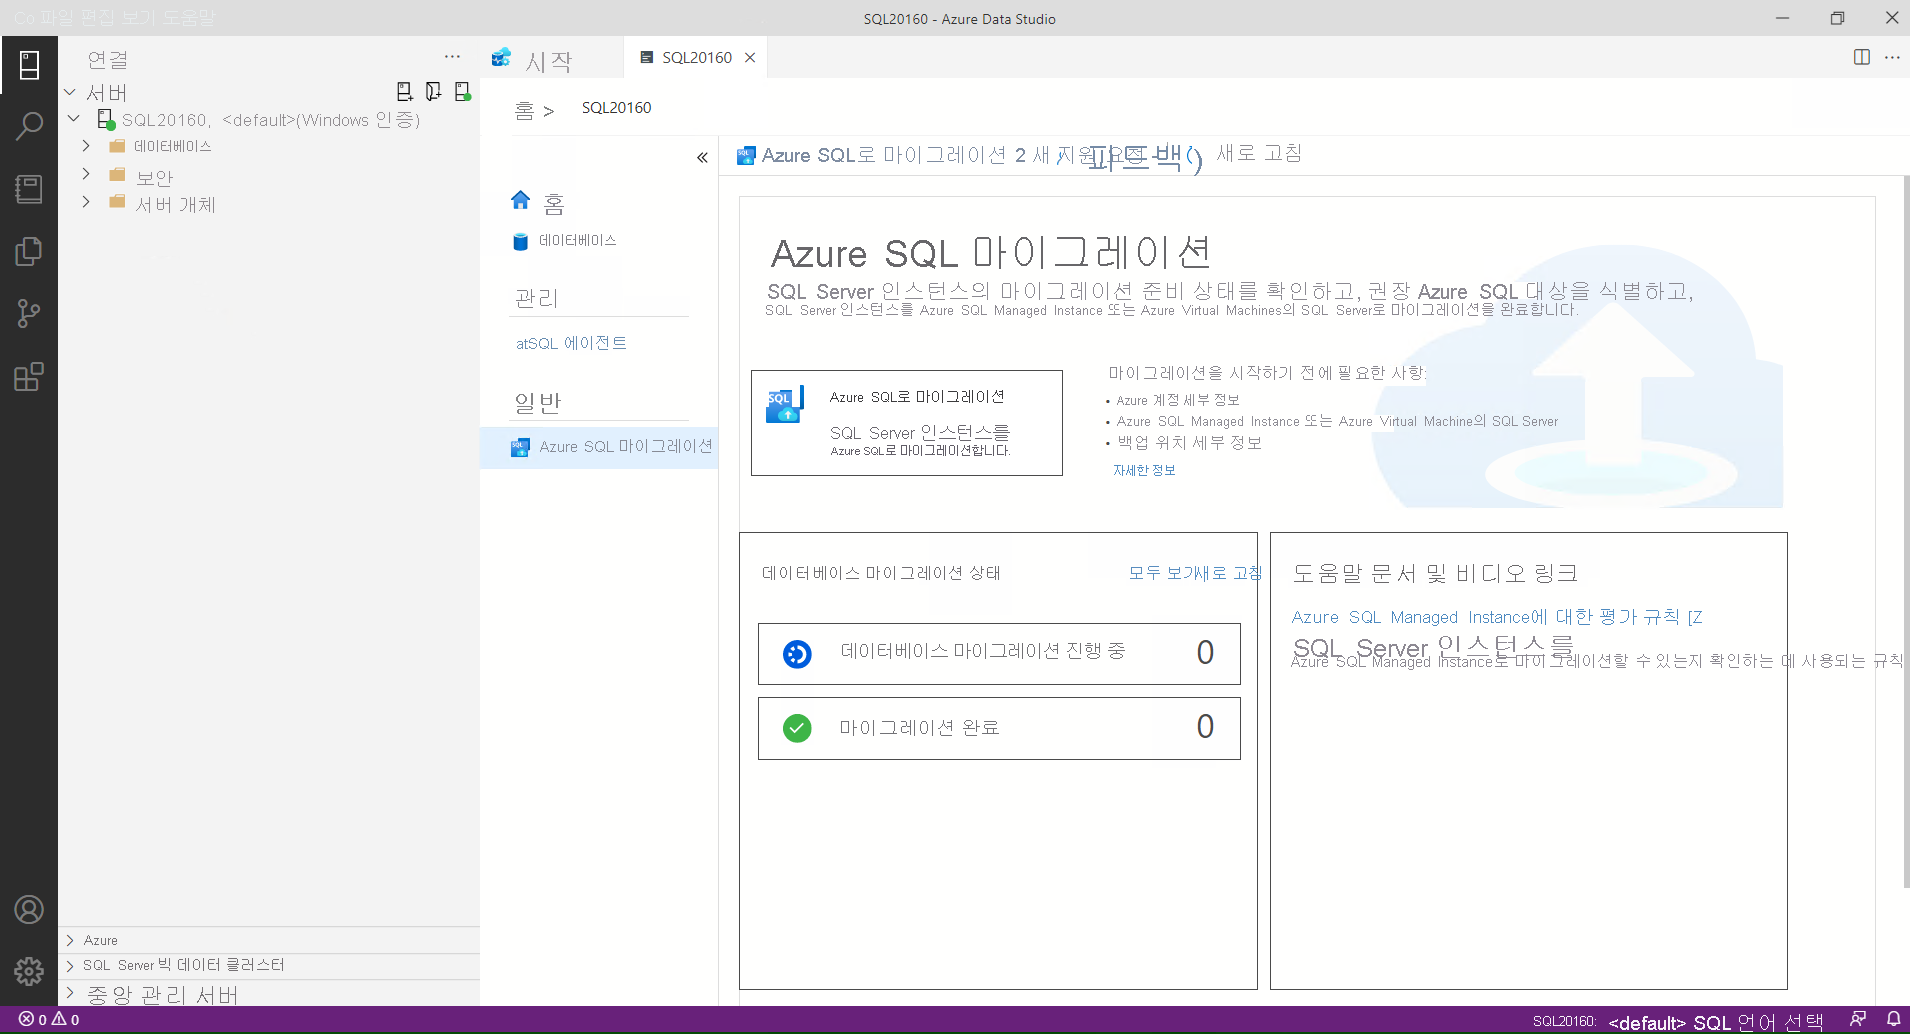 Co 파일 편집 보기 도움말
SQL20160 - Azure Data Studio
연결
서버
SQL20160, <default>(Windows 인증)
데이터베이스
보안
서버 개체
Azure
SQL Server 빅 데이터 클러스터
중앙 관리 서버
시작
SQL20160
홈 > SQL20160
홈
데이터베이스
관리
atSQL 에이전트
일반
Azure SQL 마이그레이션
Azure SQL로 마이그레이션 2 새 지원 요청 피드백() 새로 고침
Azure SQL 마이그레이션
SQL Server 인스턴스의 마이그레이션 준비 상태를 확인하고, 권장 Azure SQL 대상을 식별하고,
SQL Server 인스턴스를 Azure SQL Managed Instance 또는 Azure Virtual Machines의 SQL Server로 마이그레이션을 완료합니다.
Azure SQL로 마이그레이션
SQL Server 인스턴스를
Azure SQL로 마이그레이션합니다.
마이그레이션을 시작하기 전에 필요한 사항:
• Azure 계정 세부 정보
• Azure SQL Managed Instance 또는 Azure Virtual Machine의 SQL Server
• 백업 위치 세부 정보
자세한 정보
데이터베이스 마이그레이션 상태
모두 보기 새로 고침
데이터베이스 마이그레이션 진행 중 0
마이그레이션 완료 0
도움말 문서 및 비디오 링크
Azure SQL Managed Instance에 대한 평가 규칙 [Z
SQL Server 인스턴스를
Azure SQL Managed Instance로 마이그레이션할 수 있는지 확인하는 데 사용되는 규칙
0 0
SQL20160: <default> SQL 언어 선택